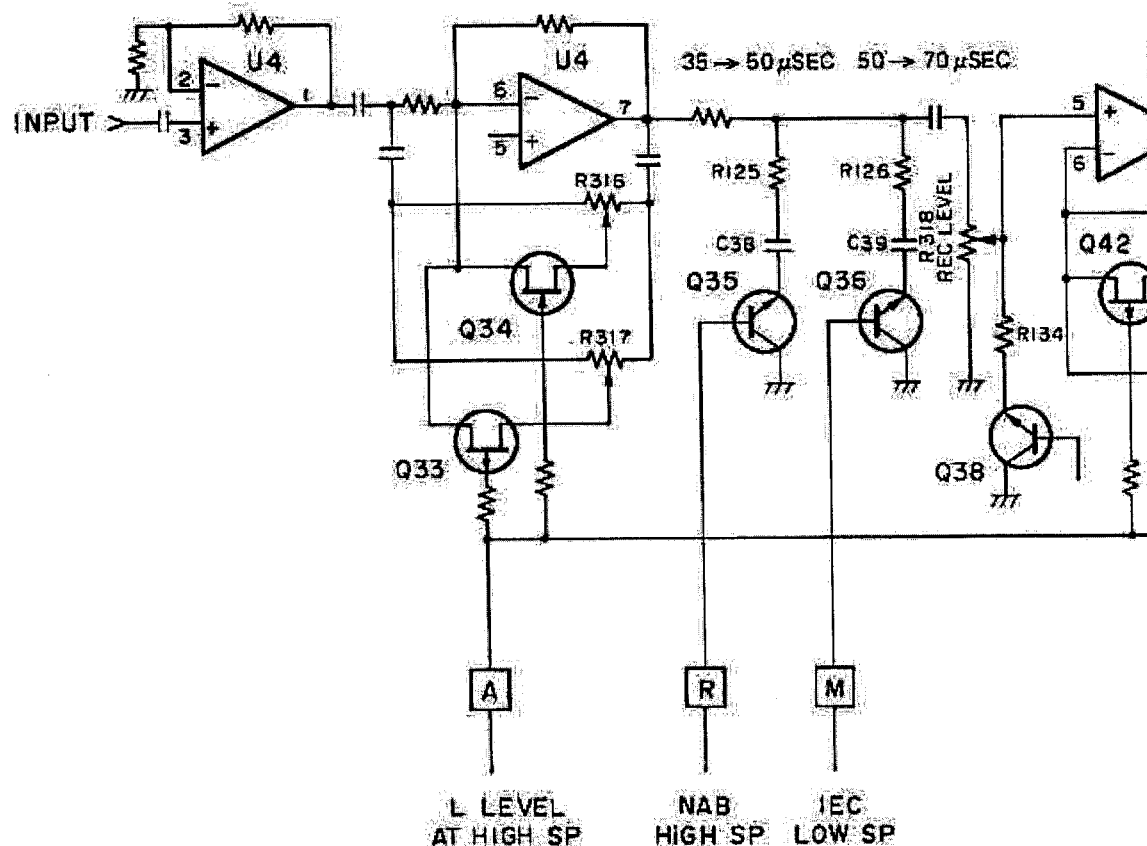 U4
2
-
+
3
1
INPUT
U4
6
-
5
+
7
35→50μSEC
50→70μSEC
5
+
6
-
R316
R125
R126
R318
REC LEVEL
C38
C39
Q35
Q36
Q42
Q34
R317
R134
Q33
Q38
A
R
M
L LEVEL
AT HIGH SP
NAB
HIGH SP
IEC
LOW SP